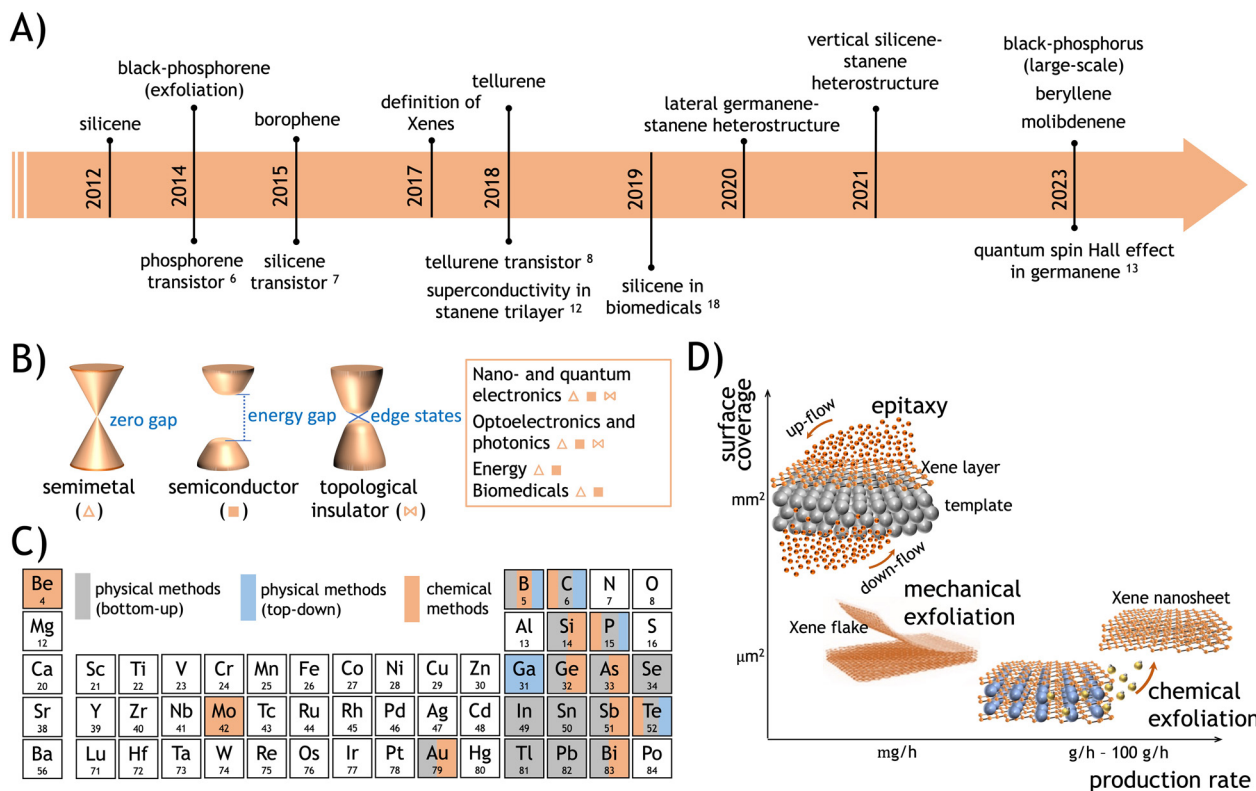 A)
silicene
black-phosphorene
(exfoliation)
borophene
definition of
Xenes
tellurene
lateral germanene-
stanene heterostructure
vertical silicene-
stanene
heterostructure
black-phosphorus
(large-scale)
beryllene
molibdenene
2012
2014
2015
2017
2018
2019
2020
2021
2023
phosphorene
transistor 6
silicene
transistor 7
tellurene transistor 8
superconductivity in
stanene trilayer 12
silicene in
biomedicals 18
quantum spin Hall effect
in germanene 13
B)
zero gap
energy gap
edge states
semimetal
(△)
semiconductor
(■)
topological
insulator (⋈)
Nano- and quantum
electronics △ ■ ⋈
Optoelectronics and
photonics △ ■ ⋈
Energy △ ■
Biomedicals △ ■
C)
physical methods
(bottom-up)
physical methods
(top-down)
chemical
methods
Be B C N O
4 5 6 7 8
Mg Al Si P S
12 13 14 15 16
Ca Sc Ti V Cr Mn Fe Co Ni Cu Zn Ga Ge As Se
20 21 22 23 24 25 26 27 28 29 30 31 32 33 34
Sr Y Zr Nb Mo Tc Ru Rh Pd Ag Cd In Sn Sb Te
38 39 40 41 42 43 44 45 46 47 48 49 50 51 52
Ba Lu Hf Ta W Re Os Ir Pt Au Hg Tl Pb Bi Po
56 71 72 73 74 75 76 77 78 79 80 81 82 83 84
D)
surface
coverage
mm2
μm2
up-flow
epitaxy
Xene layer
template
down-flow
mechanical
exfoliation
Xene flake
Xene nanosheet
chemical
exfoliation
mg/h
g/h - 100 g/h
production rate